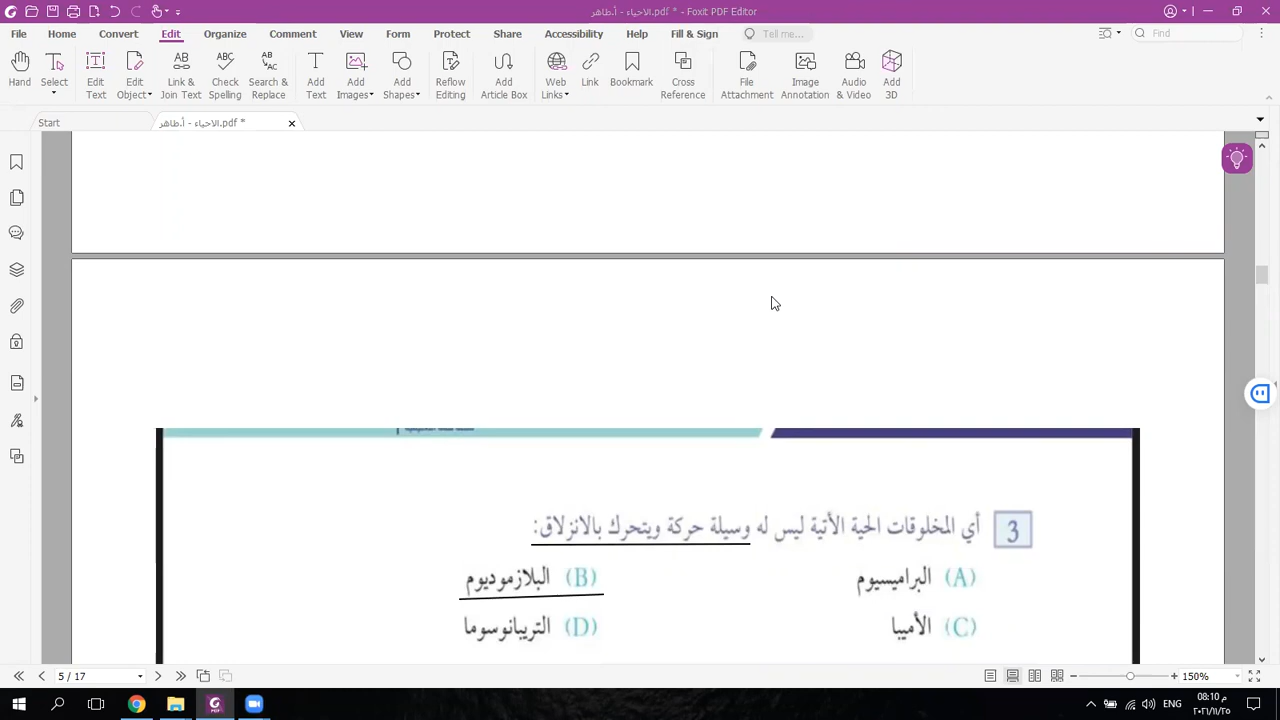 الاحياء - أ.طاهر.pdf * - Foxit PDF Editor
File Home Convert Edit Organize Comment View Form Protect Share Accessibility Help Fill & Sign Tell me... Find
Hand Select Edit Text Edit Object Link & Join Text Check Spelling Search & Replace Add Text Add Images Add Shapes Reflow Editing Add Article Box Web Links Link Bookmark Cross Reference File Attachment Image Annotation Audio & Video Add 3D
Start الاحياء - أ.طاهر.pdf *
3 أي المخلوقات الحية الأتية ليس له وسيلة حركة ويتحرك بالانزلاق:
(A) البراميسيوم (B) البلازموديوم
(C) الأميبا (D) التريبانوسوما
5 / 17 150%
ENG 08:10 م
٢٠٢١/١١/٢٥